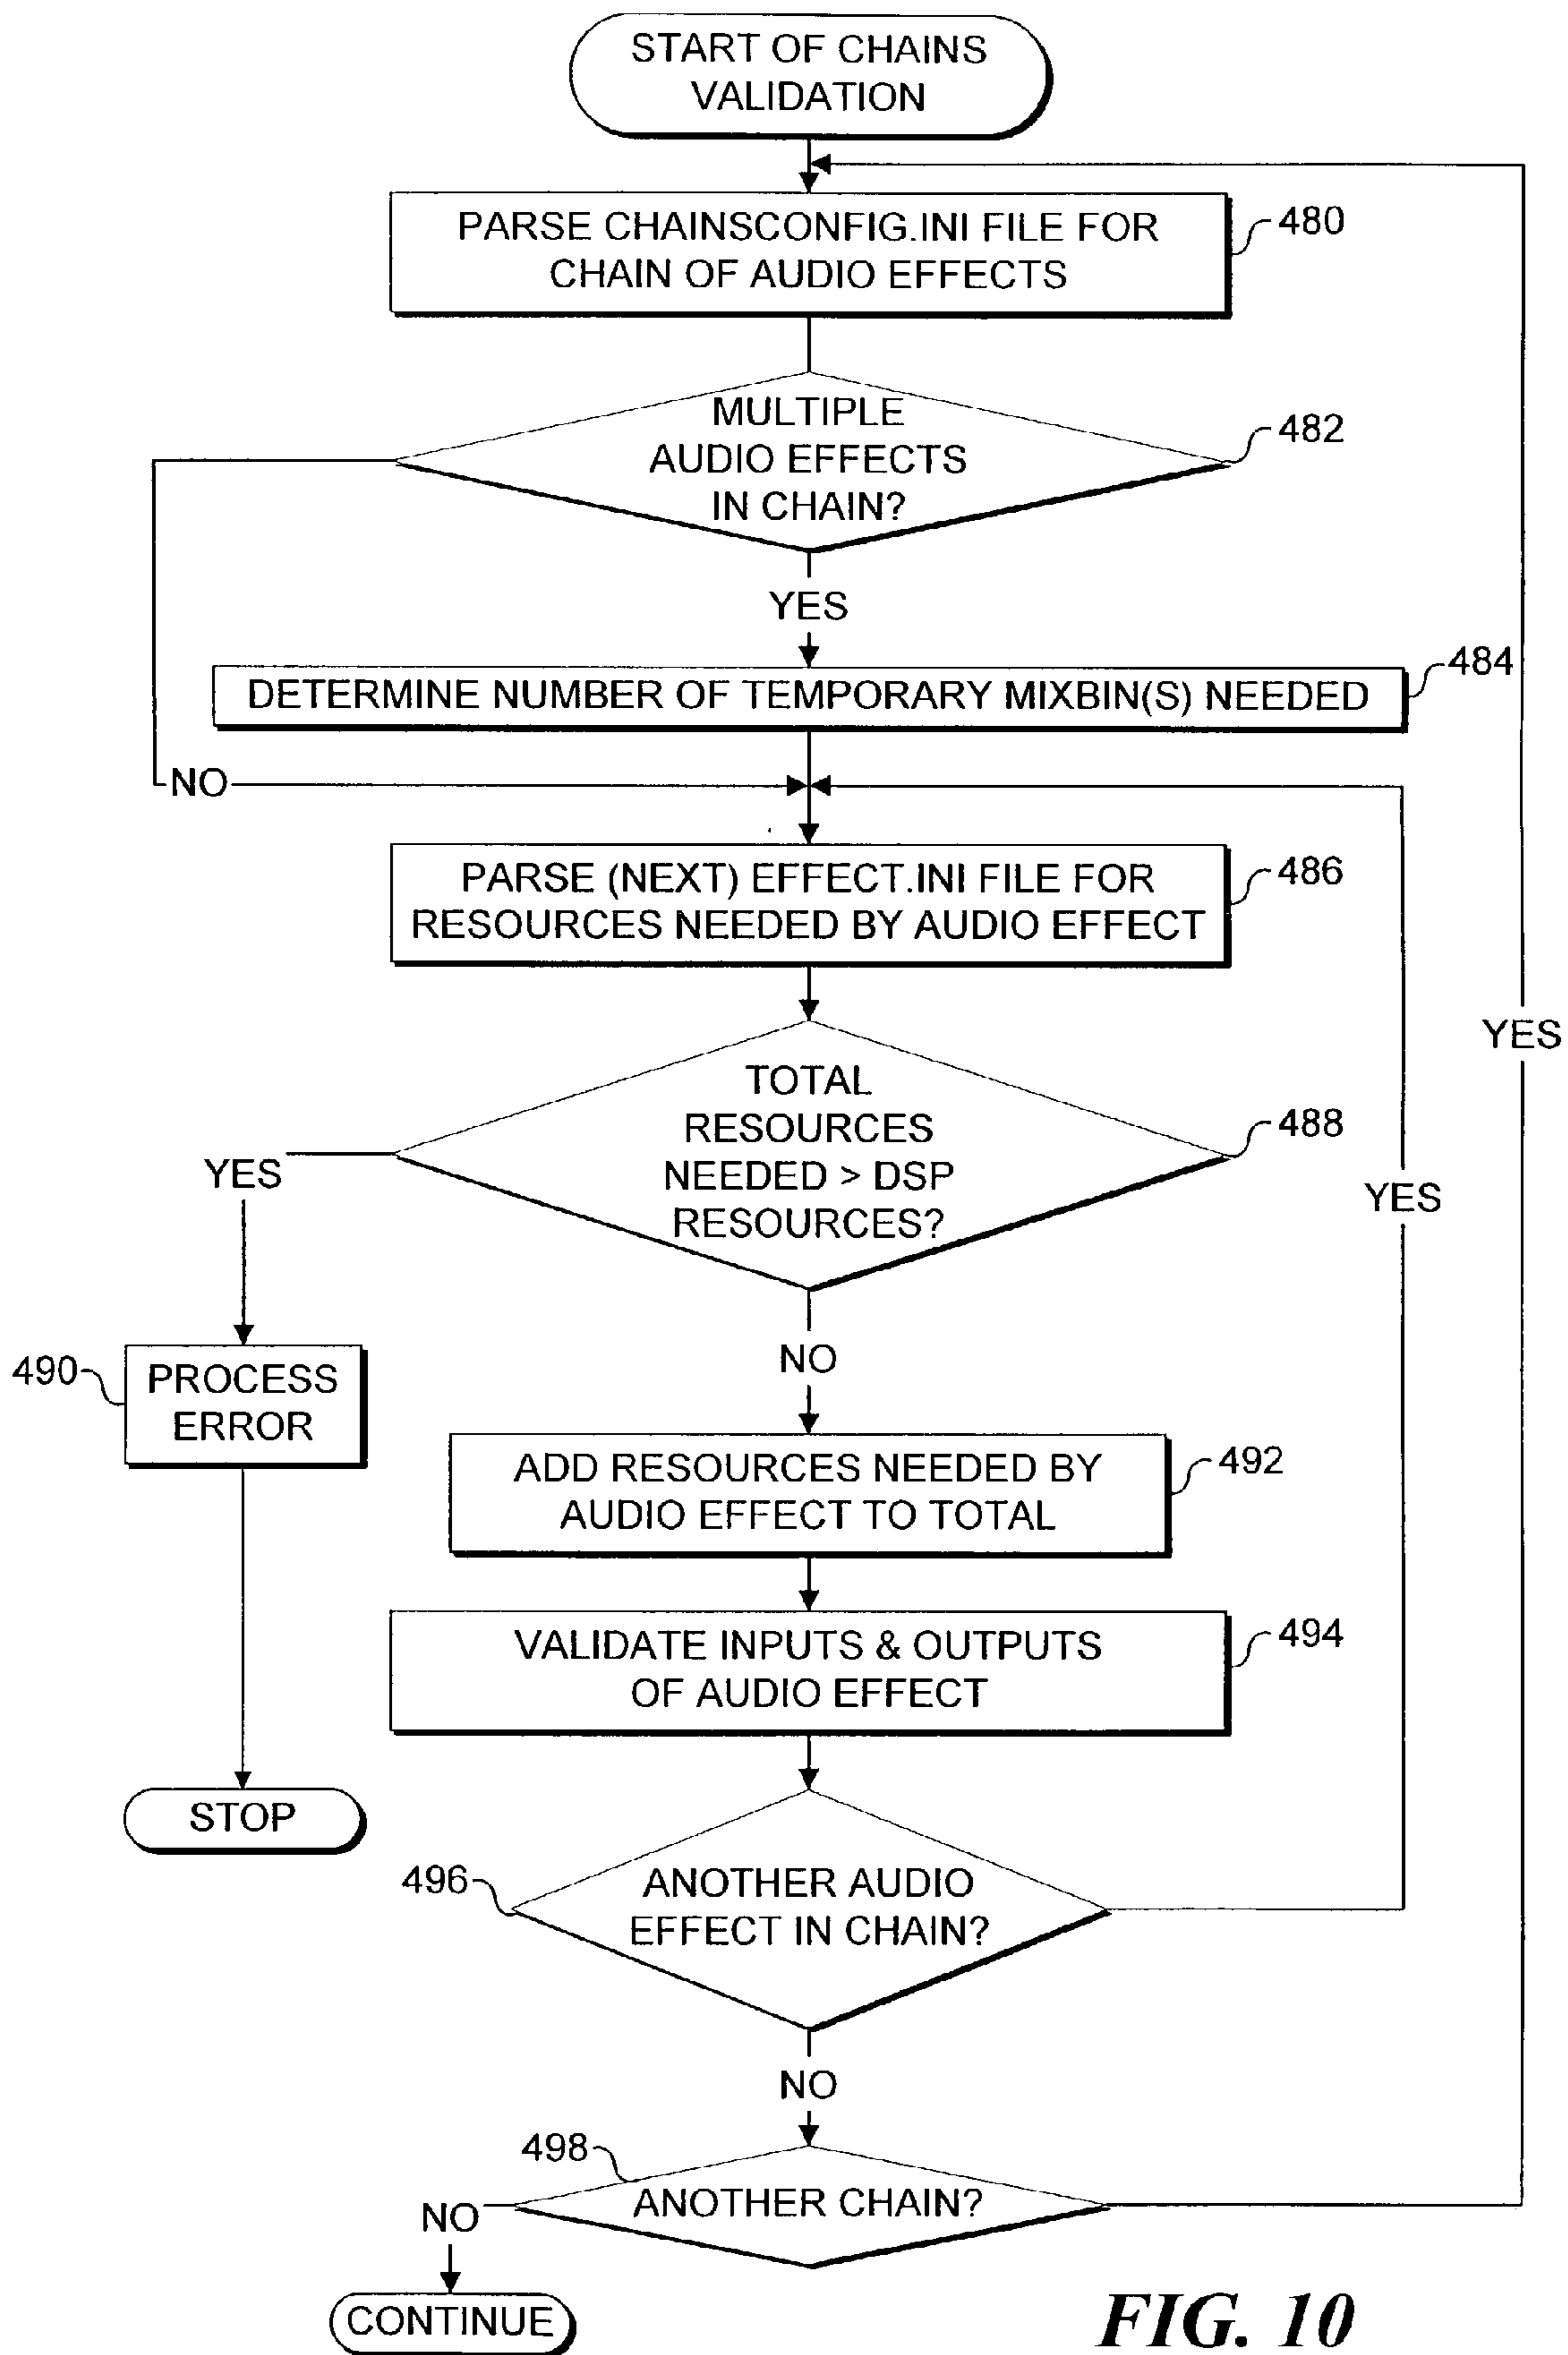 START OF CHAINS
VALIDATION
PARSE CHAINSCONFIG.INI FILE FOR
CHAIN OF AUDIO EFFECTS
480
MULTIPLE
AUDIO EFFECTS
IN CHAIN?
482
YES
DETERMINE NUMBER OF TEMPORARY MIXBIN(S) NEEDED
484
NO
PARSE (NEXT) EFFECT.INI FILE FOR
RESOURCES NEEDED BY AUDIO EFFECT
486
YES
TOTAL
RESOURCES
NEEDED > DSP
RESOURCES?
488
YES
YES
NO
490
PROCESS
ERROR
ADD RESOURCES NEEDED BY
AUDIO EFFECT TO TOTAL
492
VALIDATE INPUTS & OUTPUTS
OF AUDIO EFFECT
494
STOP
496
ANOTHER AUDIO
EFFECT IN CHAIN?
NO
498
ANOTHER CHAIN?
NO
CONTINUE
FIG. 10